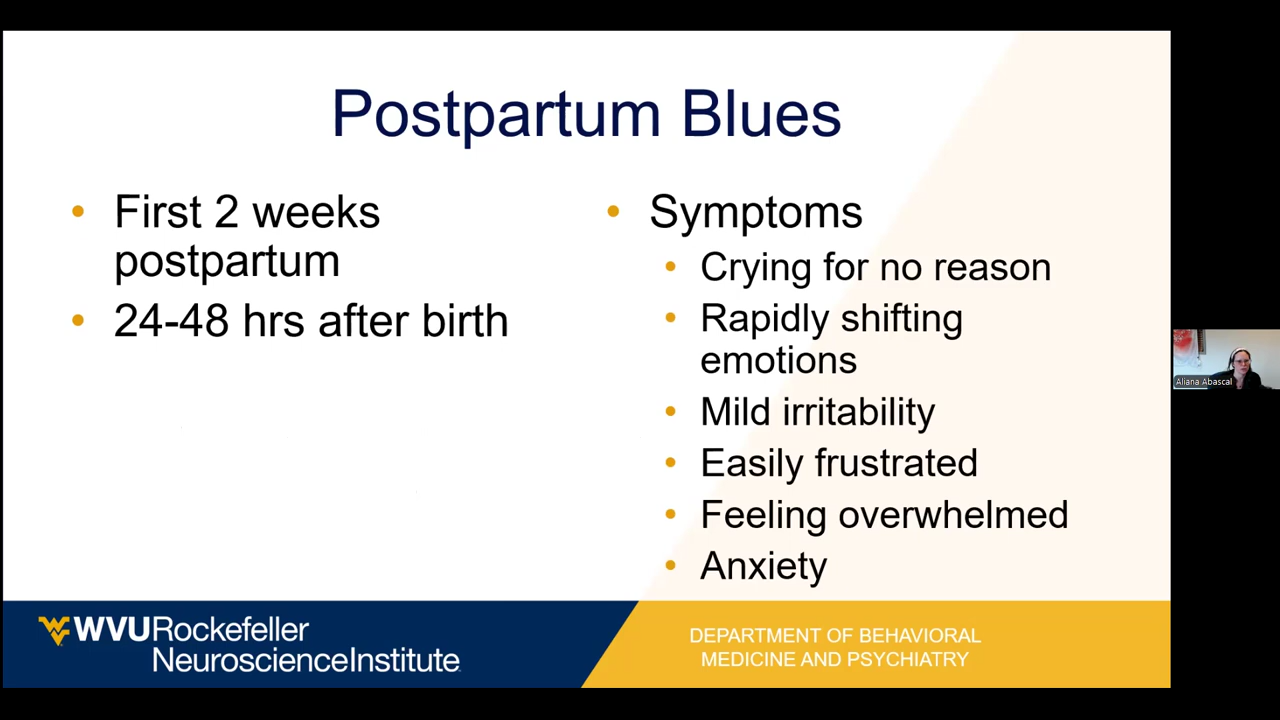 Postpartum Blues
• First 2 weeks
postpartum
• 24-48 hrs after birth
• Symptoms
• Crying for no reason
• Rapidly shifting
emotions
• Mild irritability
• Easily frustrated
• Feeling overwhelmed
• Anxiety
WVURockefeller
NeuroscienceInstitute
DEPARTMENT OF BEHAVIORAL
MEDICINE AND PSYCHIATRY
Aliana Abascal